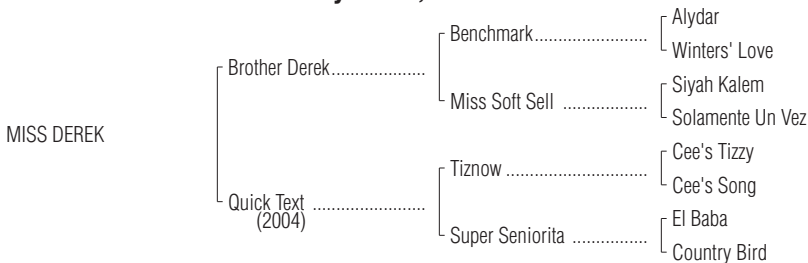 Alydar
Benchmark....................
Winters' Love
Brother Derek.....................
Siyah Kalem
Miss Soft Sell ...............
Solamente Un Vez
MISS DEREK
Cee's Tizzy
Tiznow .........................
Cee's Song
Quick Text .........................
(2004)
El Baba
Super Seniorita ...............
Country Bird